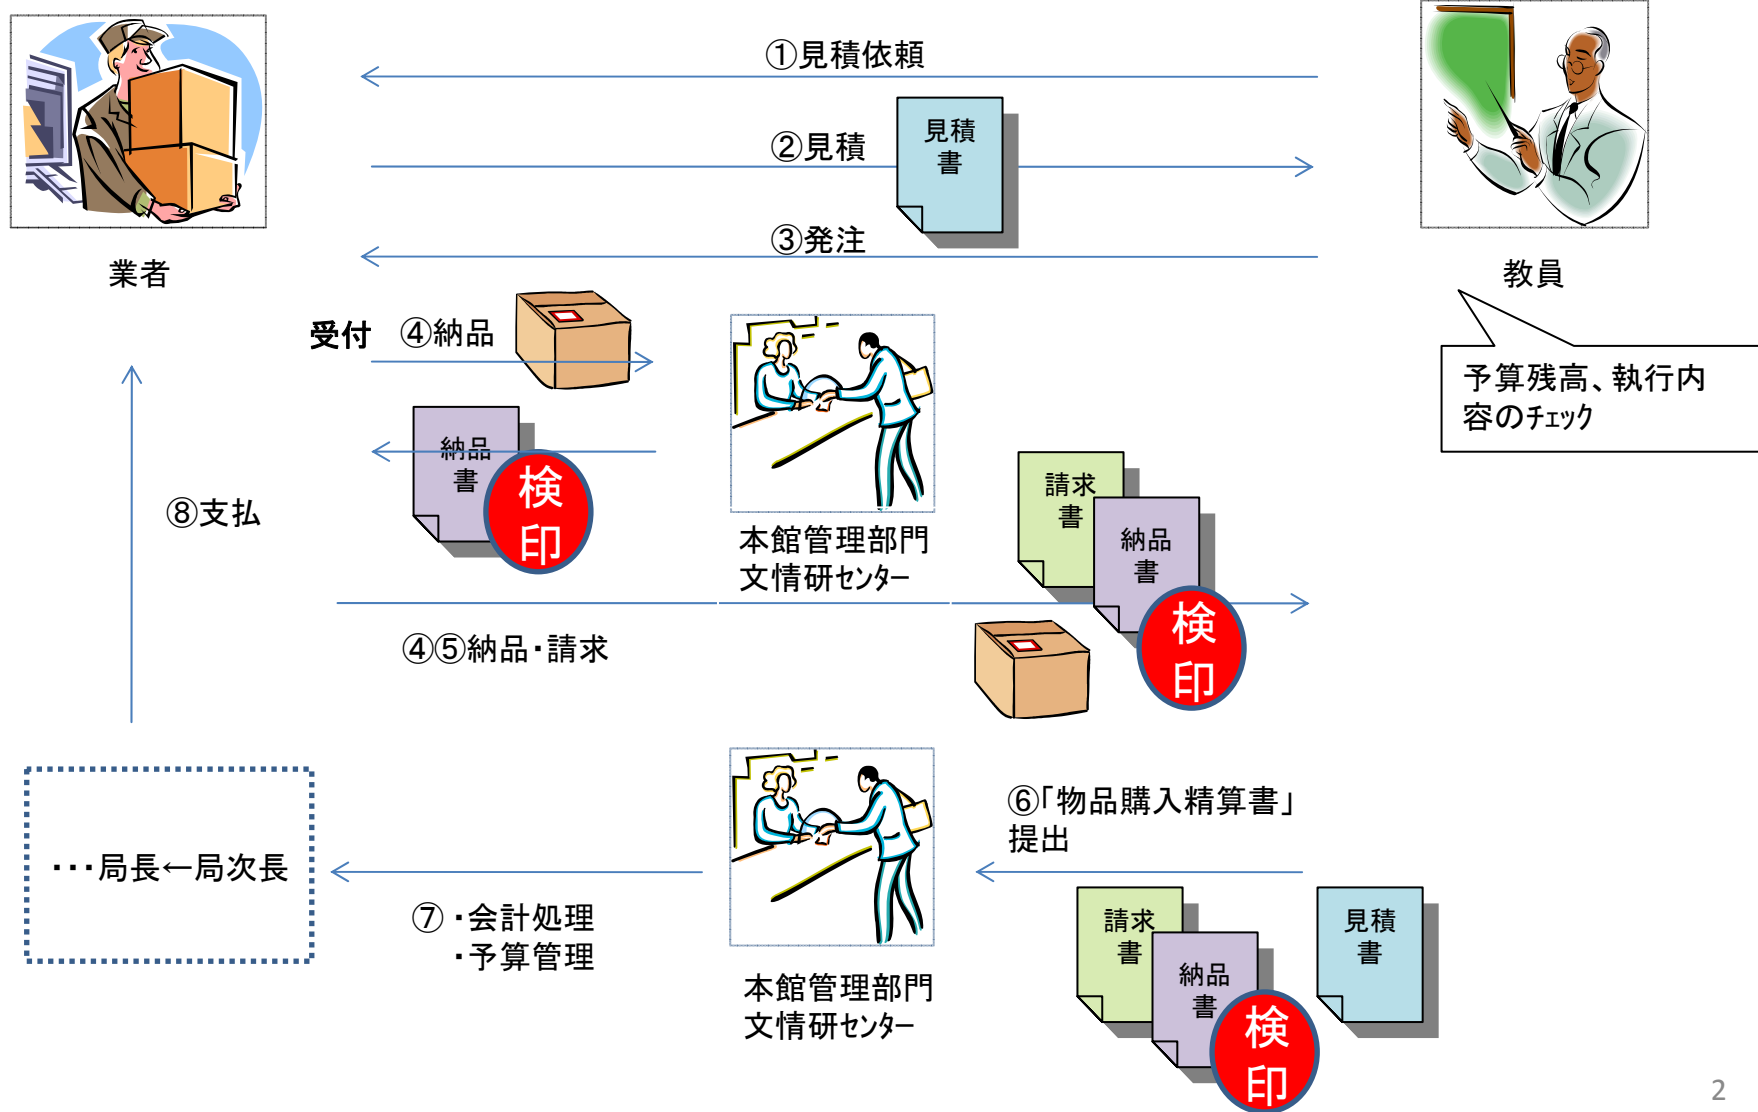 ①見積依頼
②見積
見積
書
③発注
業者
教員
受付
④納品
予算残高、執行内
容のチェック
納品
書
検
印
⑧支払
本館管理部門
文情研センター
請求
書
納品
書
検
印
④⑤納品・請求
⑥「物品購入精算書」
提出
・・・局長←局次長
⑦ ・会計処理
・予算管理
本館管理部門
文情研センター
請求
書
納品
書
検
印
見積
書
2